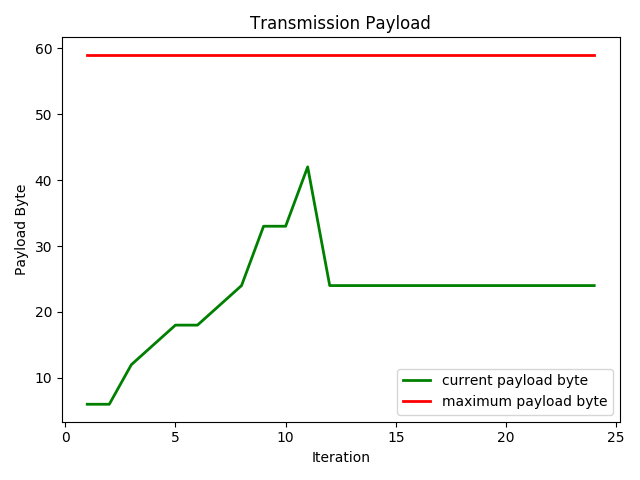 Transmission Payload
60
50
40
30
20
10
Payload Byte
current payload byte
maximum payload byte
0 5 10 15 20 25
Iteration